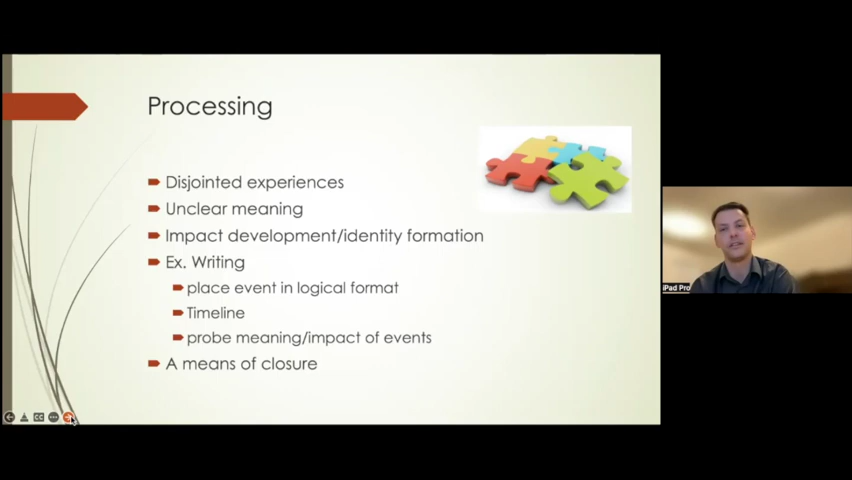 Processing
Disjointed experiences
Unclear meaning
Impact development/identity formation
Ex. Writing
place event in logical format
Timeline
probe meaning/impact of events
A means of closure
iPad Pro
CC